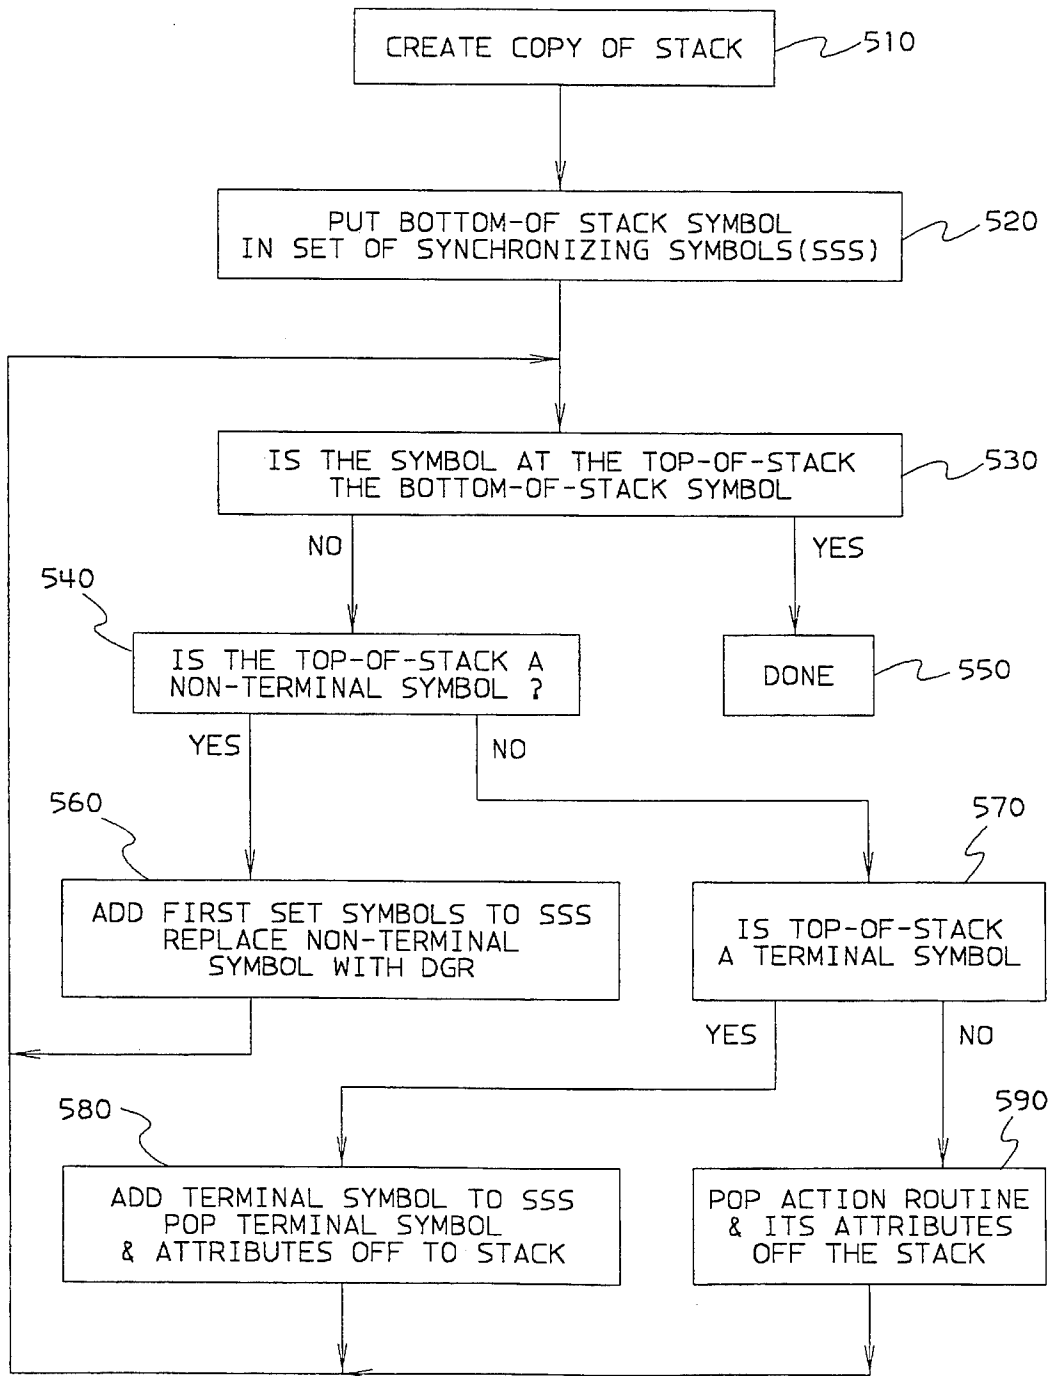 CREATE COPY OF STACK
510
PUT BOTTOM-OF STACK SYMBOL
IN SET OF SYNCHRONIZING SYMBOLS(SSS)
520
IS THE SYMBOL AT THE TOP-OF-STACK
THE BOTTOM-OF-STACK SYMBOL
530
NO
YES
540
IS THE TOP-OF-STACK A
NON-TERMINAL SYMBOL ?
DONE
550
YES
NO
560
570
ADD FIRST SET SYMBOLS TO SSS
REPLACE NON-TERMINAL
SYMBOL WITH DGR
IS TOP-OF-STACK
A TERMINAL SYMBOL
YES
NO
580
590
ADD TERMINAL SYMBOL TO SSS
POP TERMINAL SYMBOL
& ATTRIBUTES OFF TO STACK
POP ACTION ROUTINE
& ITS ATTRIBUTES
OFF THE STACK